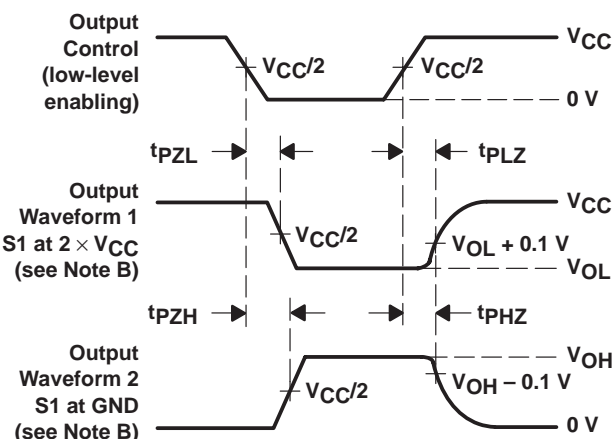 Output
Control
(low-level
enabling)
VCC/2
VCC/2
VCC
0 V
tPZL
tPLZ
Output
Waveform 1
S1 at 2 × VCC
(see Note B)
VCC/2
VCC
VOL + 0.1 V
VOL
tPZH
tPHZ
Output
Waveform 2
S1 at GND
(see Note B)
VCC/2
VOH
VOH – 0.1 V
0 V